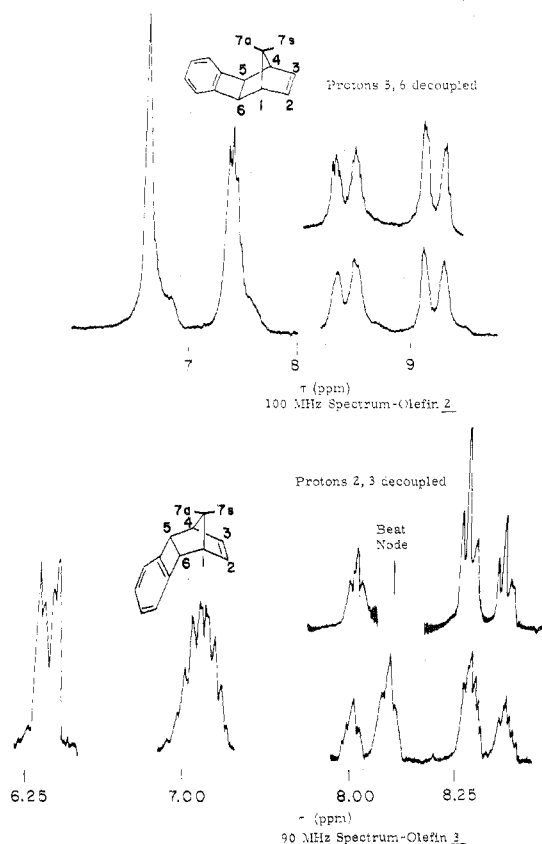 7a 7s
4
5
3
6
1
2
Protons 5,6 decoupled
7
8
9
τ (ppm)
100 MHz Spectrum-Olefin 2
Protons 2, 3 decoupled
7a 7s
4
5
3
6
2
Beat
Node
6.25
7.00
8.00
8.25
τ (ppm)
90 MHz Spectrum-Olefin 3